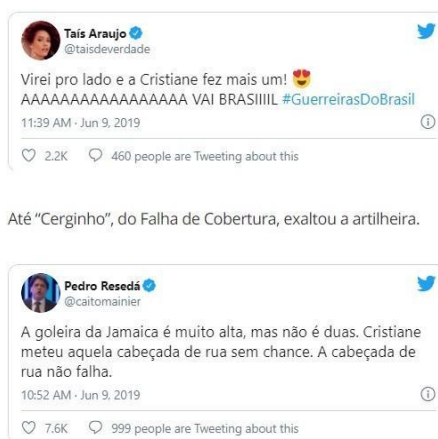 Taís Araujo
@taisdeverdade
Virei pro lado e a Cristiane fez mais um! 😍
AAAAAAAAAAAAAAAAA VAI BRASIIIIL #GuerreirasDoBrasil
11:39 AM · Jun 9, 2019
2.2K 460 people are Tweeting about this
Até “Cerginho”, do Falha de Cobertura, exaltou a artilheira.
Pedro Resedá
@caitomainier
A goleira da Jamaica é muito alta, mas não é duas. Cristiane
meteu aquela cabeçada de rua sem chance. A cabeçada de
rua não falha.
10:52 AM · Jun 9, 2019
7.6K 999 people are Tweeting about this